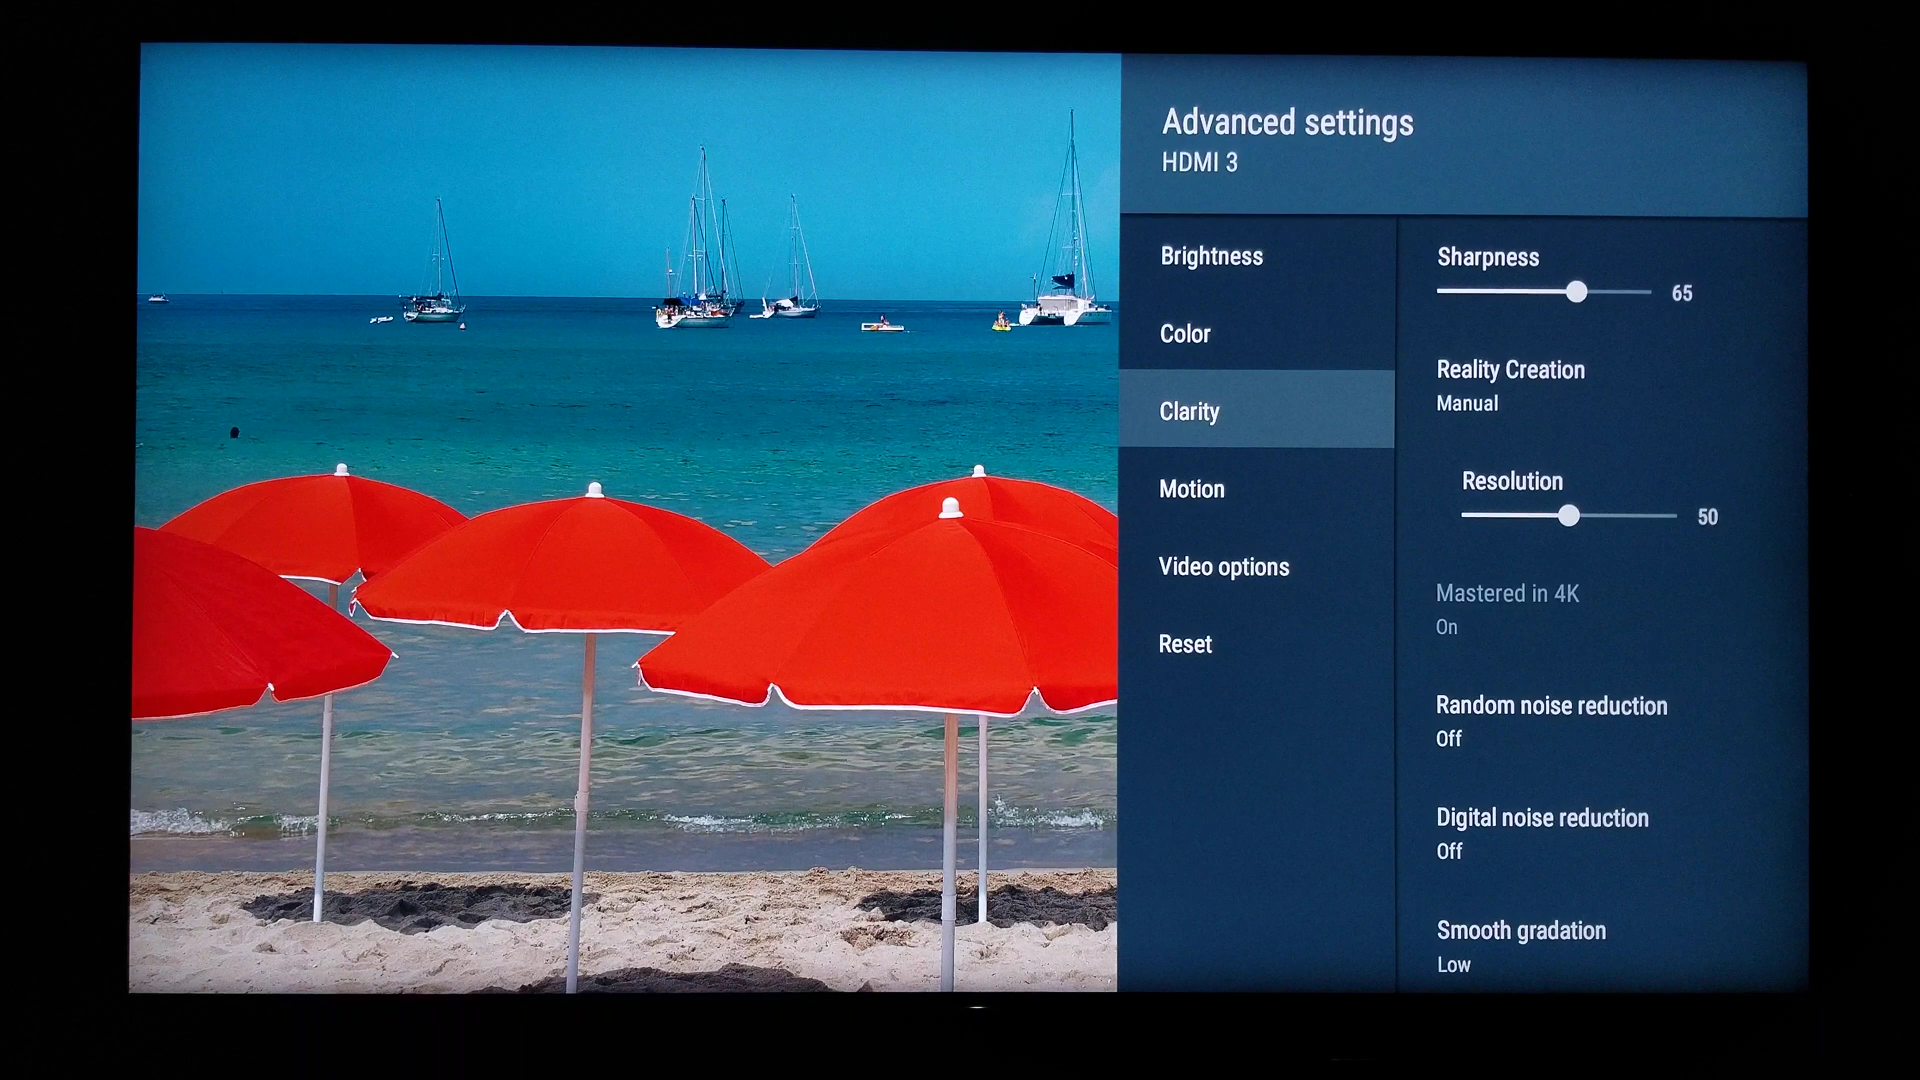 Advanced settings
HDMI 3
Brightness
Color
Clarity
Motion
Video options
Reset
Sharpness
65
Reality Creation
Manual
Resolution
50
Mastered in 4K
On
Random noise reduction
Off
Digital noise reduction
Off
Smooth gradation
Low